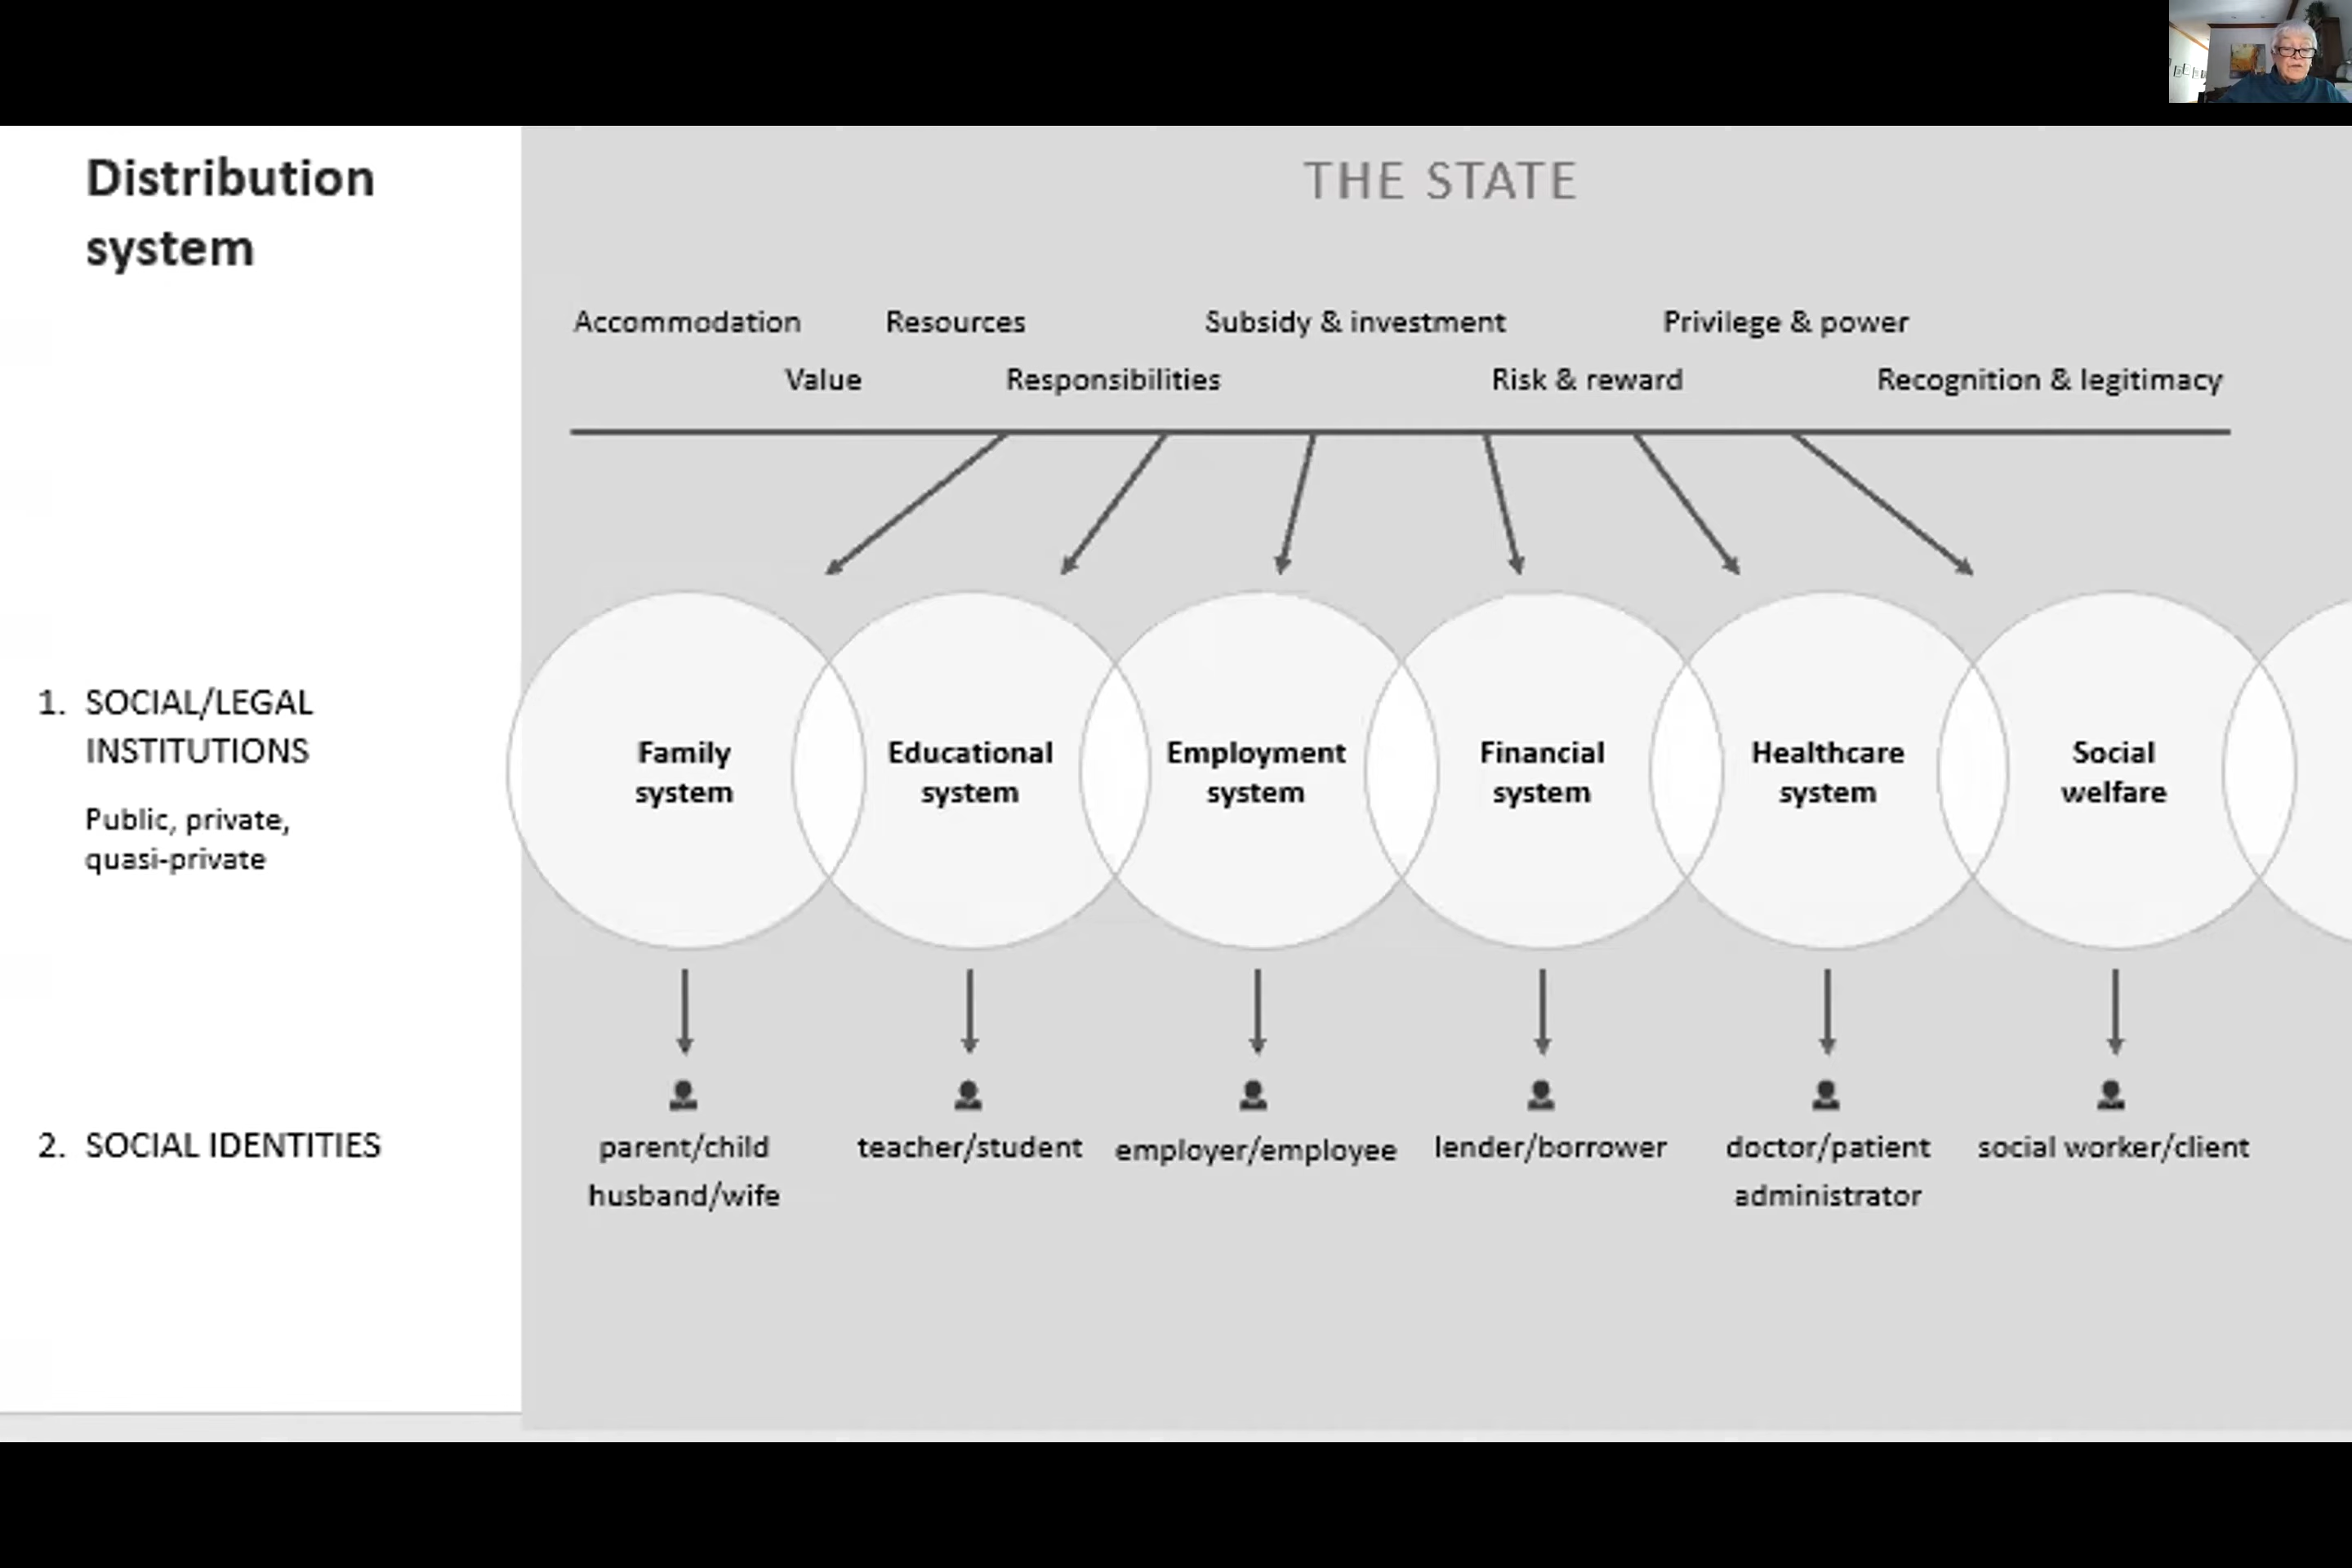 Distribution
system
THE STATE
Accommodation
Resources
Subsidy & investment
Privilege & power
Value
Responsibilities
Risk & reward
Recognition & legitimacy
1. SOCIAL/LEGAL
INSTITUTIONS
Public, private,
quasi-private
Family
system
Educational
system
Employment
system
Financial
system
Healthcare
system
Social
welfare
2. SOCIAL IDENTITIES
parent/child
husband/wife
teacher/student
employer/employee
lender/borrower
doctor/patient
administrator
social worker/client